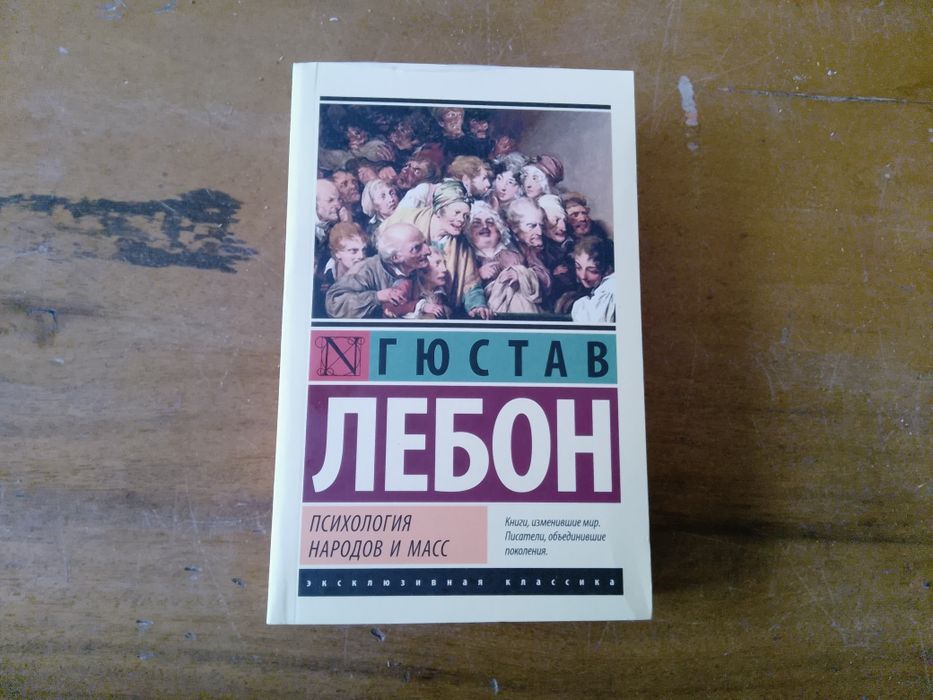 N ГЮСТАВ
ЛЕБОН
ПСИХОЛОГИЯ
НАРОДОВ И МАСС
Книги, изменившие мир.
Писатели, объединившие
поколения.
эксклюзивная классика